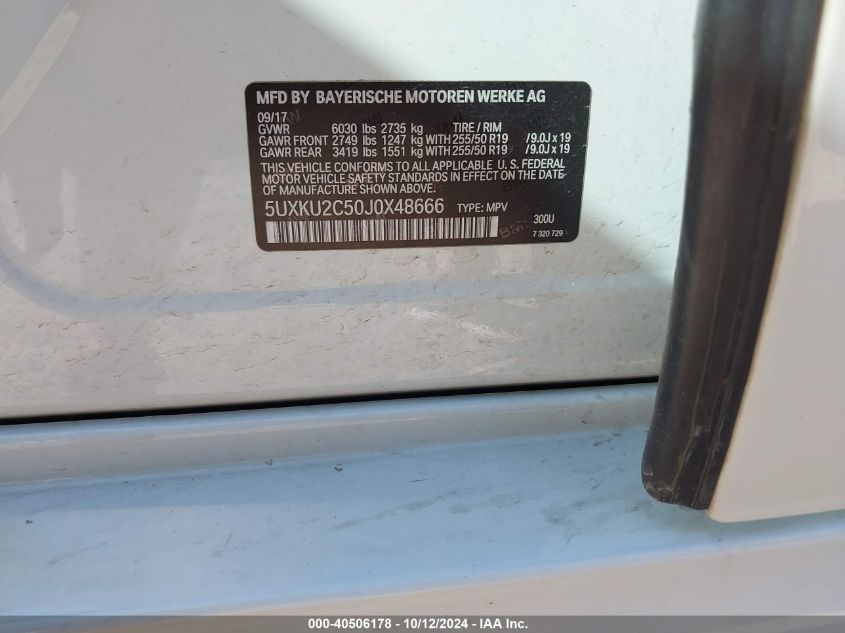 MFD BY BAYERISCHE MOTOREN WERKE AG
09/17
GVWR 6030 lbs 2735 kg TIRE / RIM
GAWR FRONT 2749 lbs 1247 kg WITH 255/50 R19 /9.0J x 19
GAWR REAR 3419 lbs 1551 kg WITH 255/50 R19 /9.0J x 19
THIS VEHICLE CONFORMS TO ALL APPLICABLE U. S. FEDERAL
MOTOR VEHICLE SAFETY STANDARDS IN EFFECT ON THE DATE
OF MANUFACTURE SHOWN ABOVE.
5UXKU2C50J0X48666 TYPE: MPV
300U
7 320 729
000-40506178 - 10/12/2024 - IAA Inc.